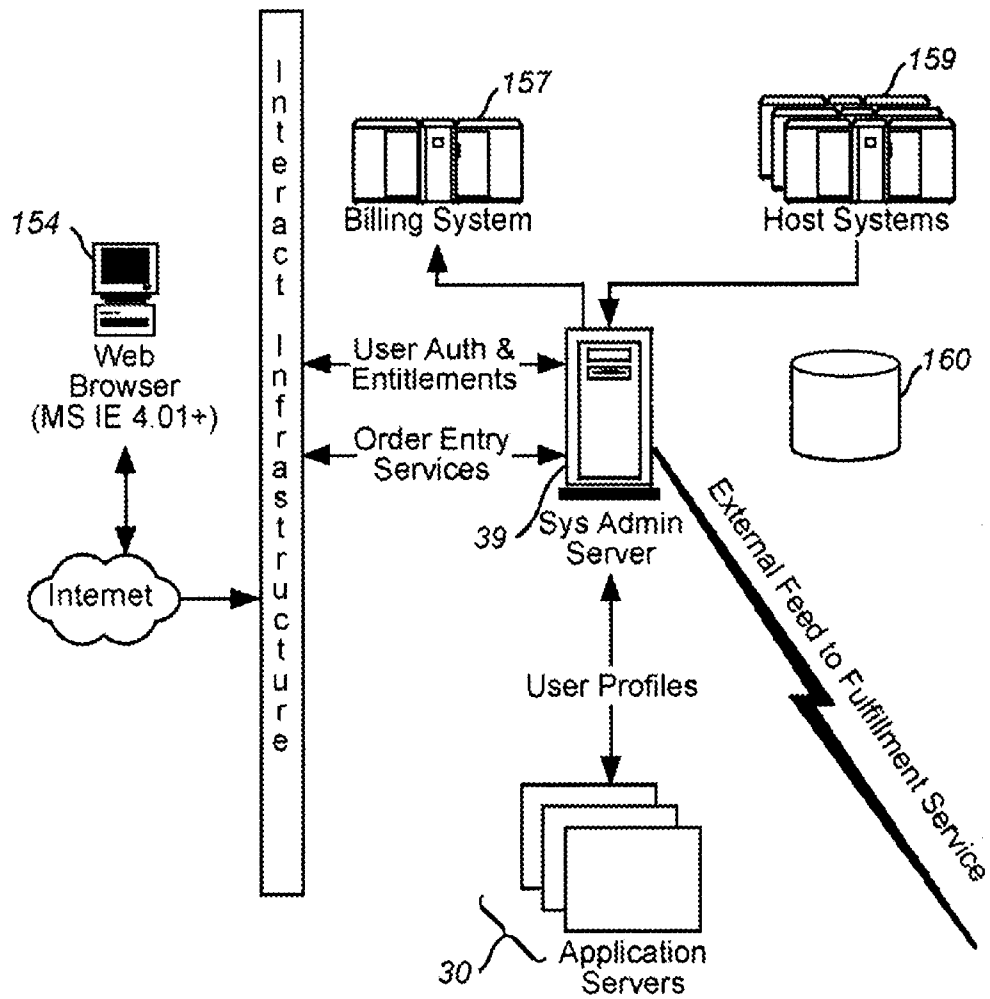 159
157
Billing System
Host Systems
154
Interact Infrastructure
Web
Browser
(MS IE 4.01+)
User Auth &
Entitlements
160
Order Entry
Services
39
Sys Admin
Server
Internet
External Feed to Fulfillment Service
User Profiles
30
Application
Servers